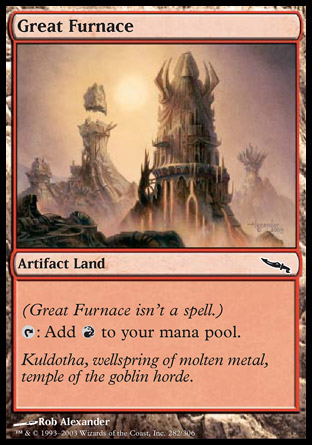 Great Furnace
Artifact Land
(Great Furnace isn't a spell.)
: Add to your mana pool.
Kuldotha, wellspring of molten metal,
temple of the goblin horde.
Rob Alexander
™ & © 1993–2003 Wizards of the Coast, Inc. 282/306